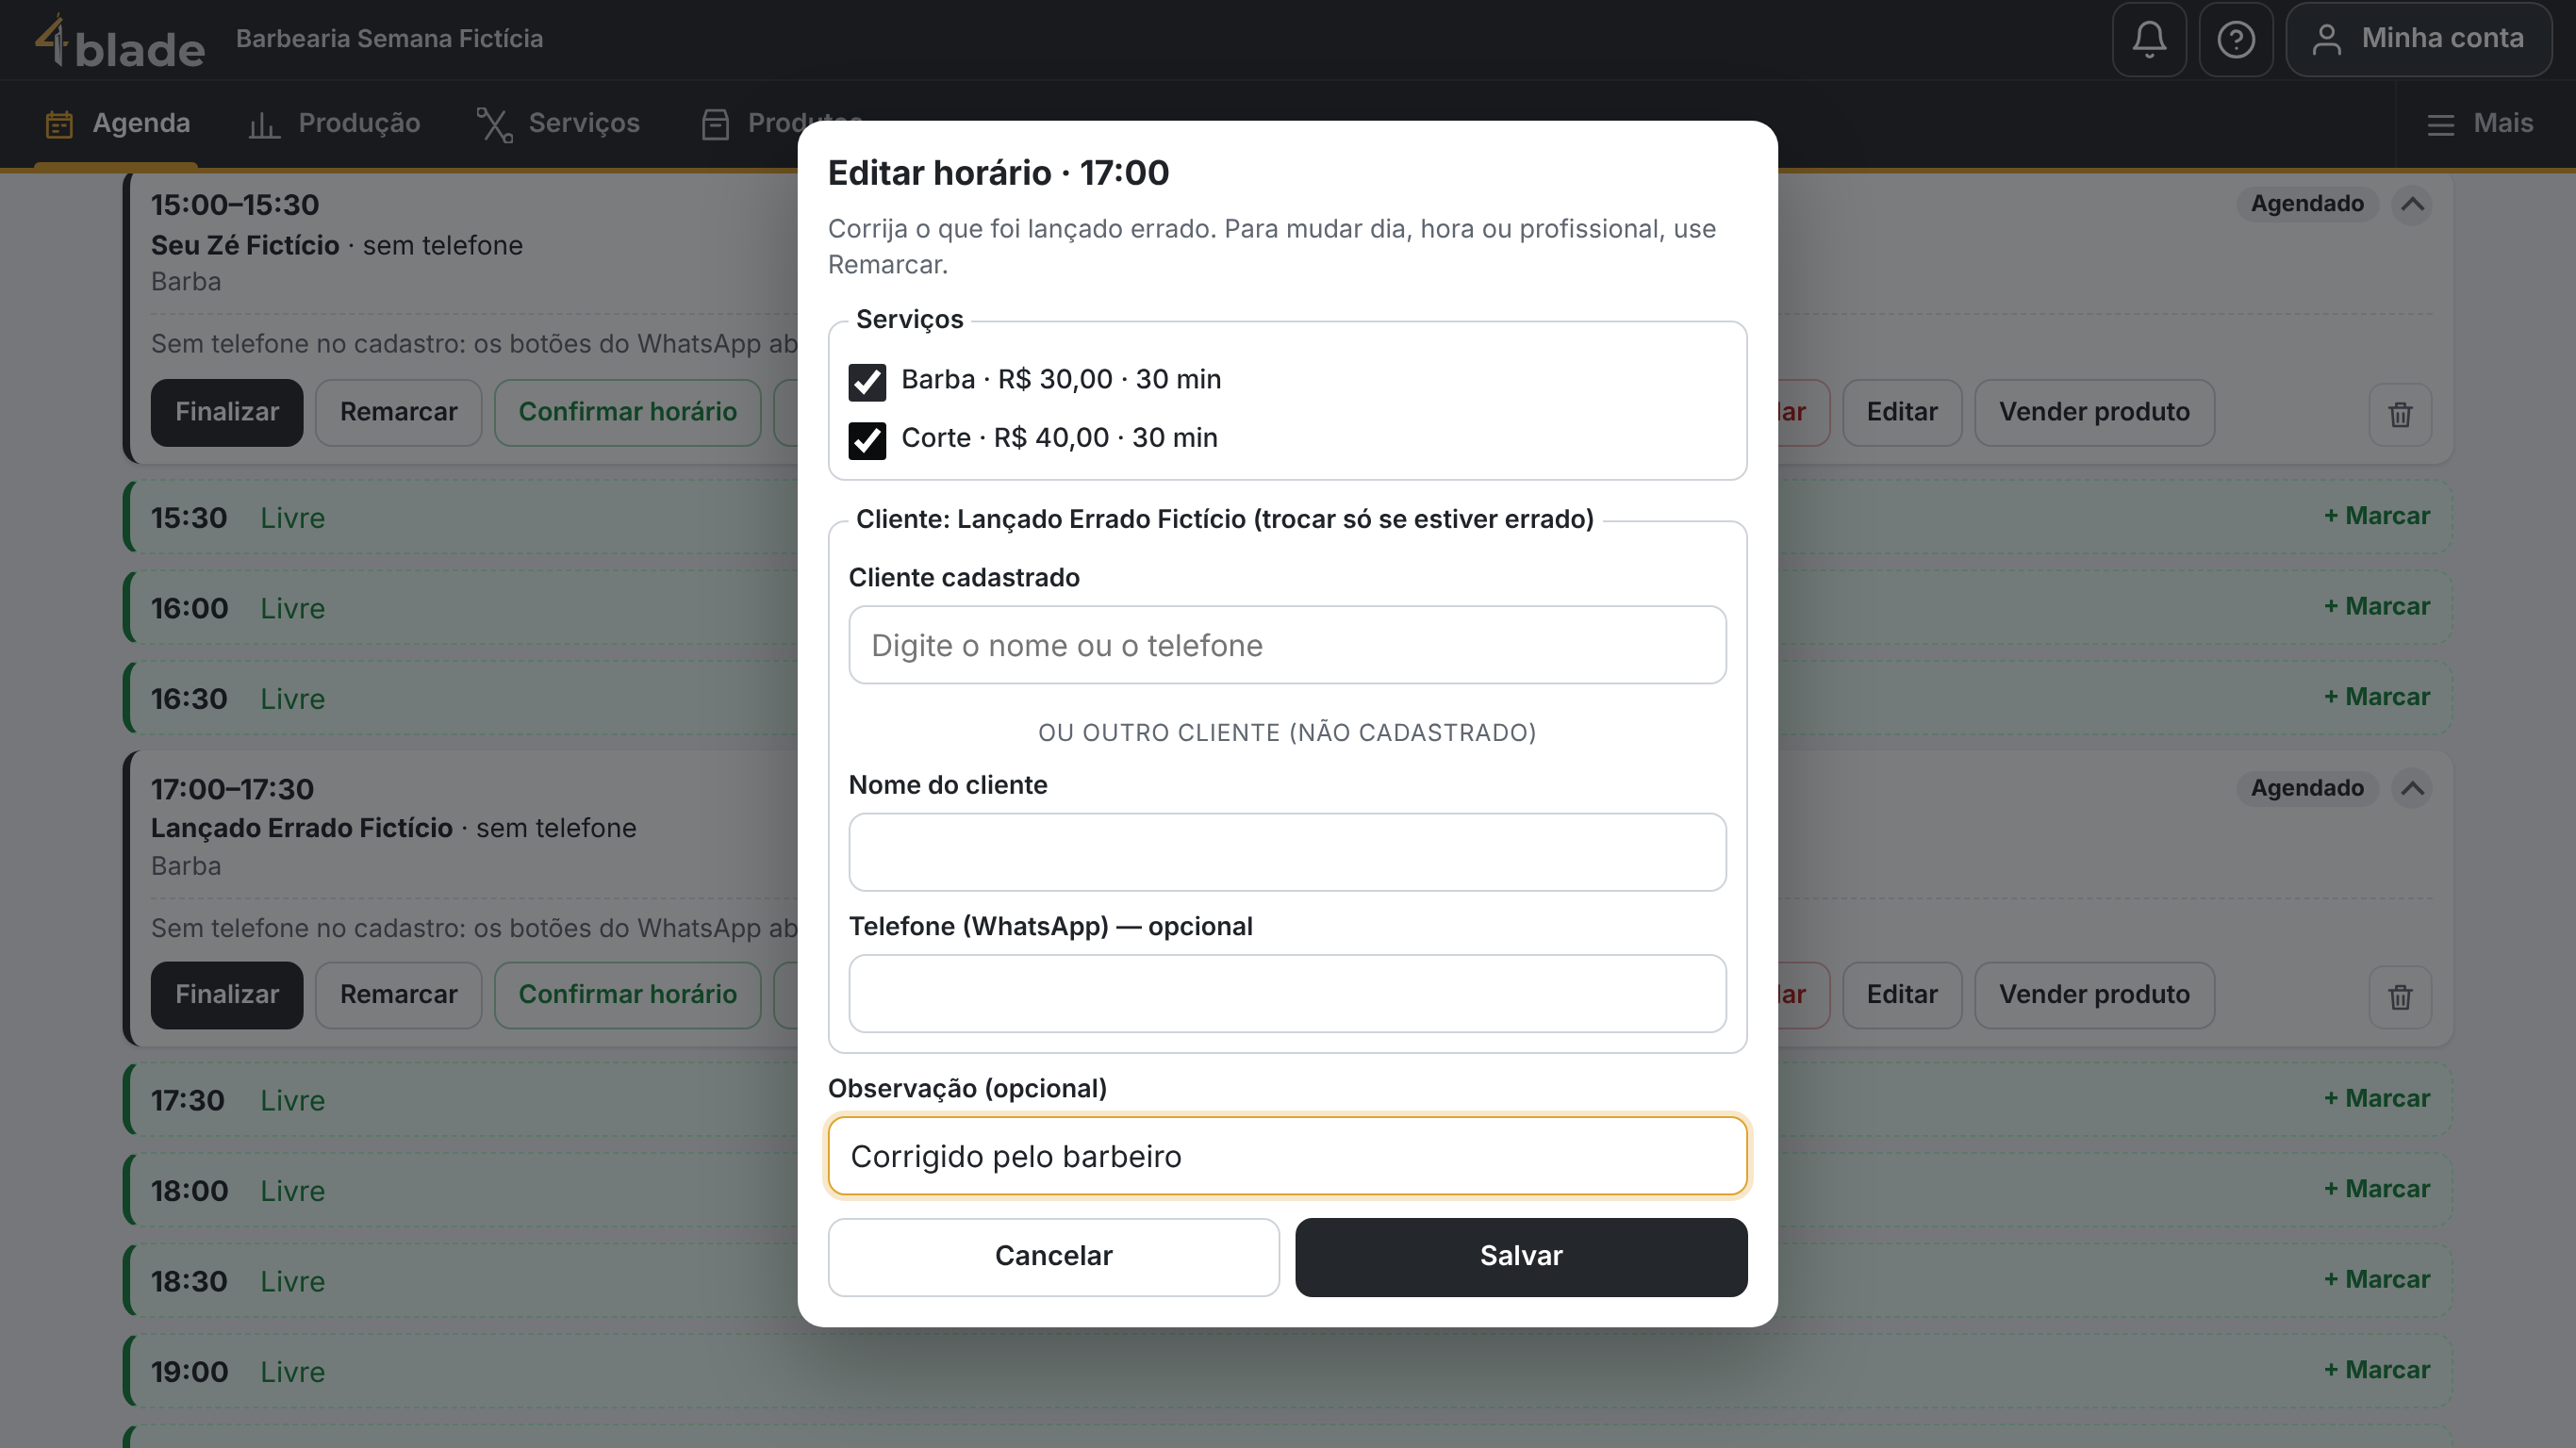 4blade
Barbearia Semana Fictícia
Minha conta
Agenda
Produção
Serviços
Mais
15:00–15:30
Seu Zé Fictício · sem telefone
Barba
Sem telefone no cadastro: os botões do WhatsApp
Agendado
Finalizar
Remarcar
Confirmar horário
Editar
Vender produto
15:30 Livre
+ Marcar
16:00 Livre
+ Marcar
16:30 Livre
+ Marcar
17:00–17:30
Lançado Errado Fictício · sem telefone
Barba
Sem telefone no cadastro: os botões do WhatsApp
Agendado
Finalizar
Remarcar
Confirmar horário
Editar
Vender produto
17:30 Livre
+ Marcar
18:00 Livre
+ Marcar
18:30 Livre
+ Marcar
19:00 Livre
+ Marcar
Editar horário · 17:00
Corrija o que foi lançado errado. Para mudar dia, hora ou profissional, use
Remarcar.
Serviços
Barba · R$ 30,00 · 30 min
Corte · R$ 40,00 · 30 min
Cliente: Lançado Errado Fictício (trocar só se estiver errado)
Cliente cadastrado
Digite o nome ou o telefone
OU OUTRO CLIENTE (NÃO CADASTRADO)
Nome do cliente
Telefone (WhatsApp) — opcional
Observação (opcional)
Corrigido pelo barbeiro
Cancelar
Salvar